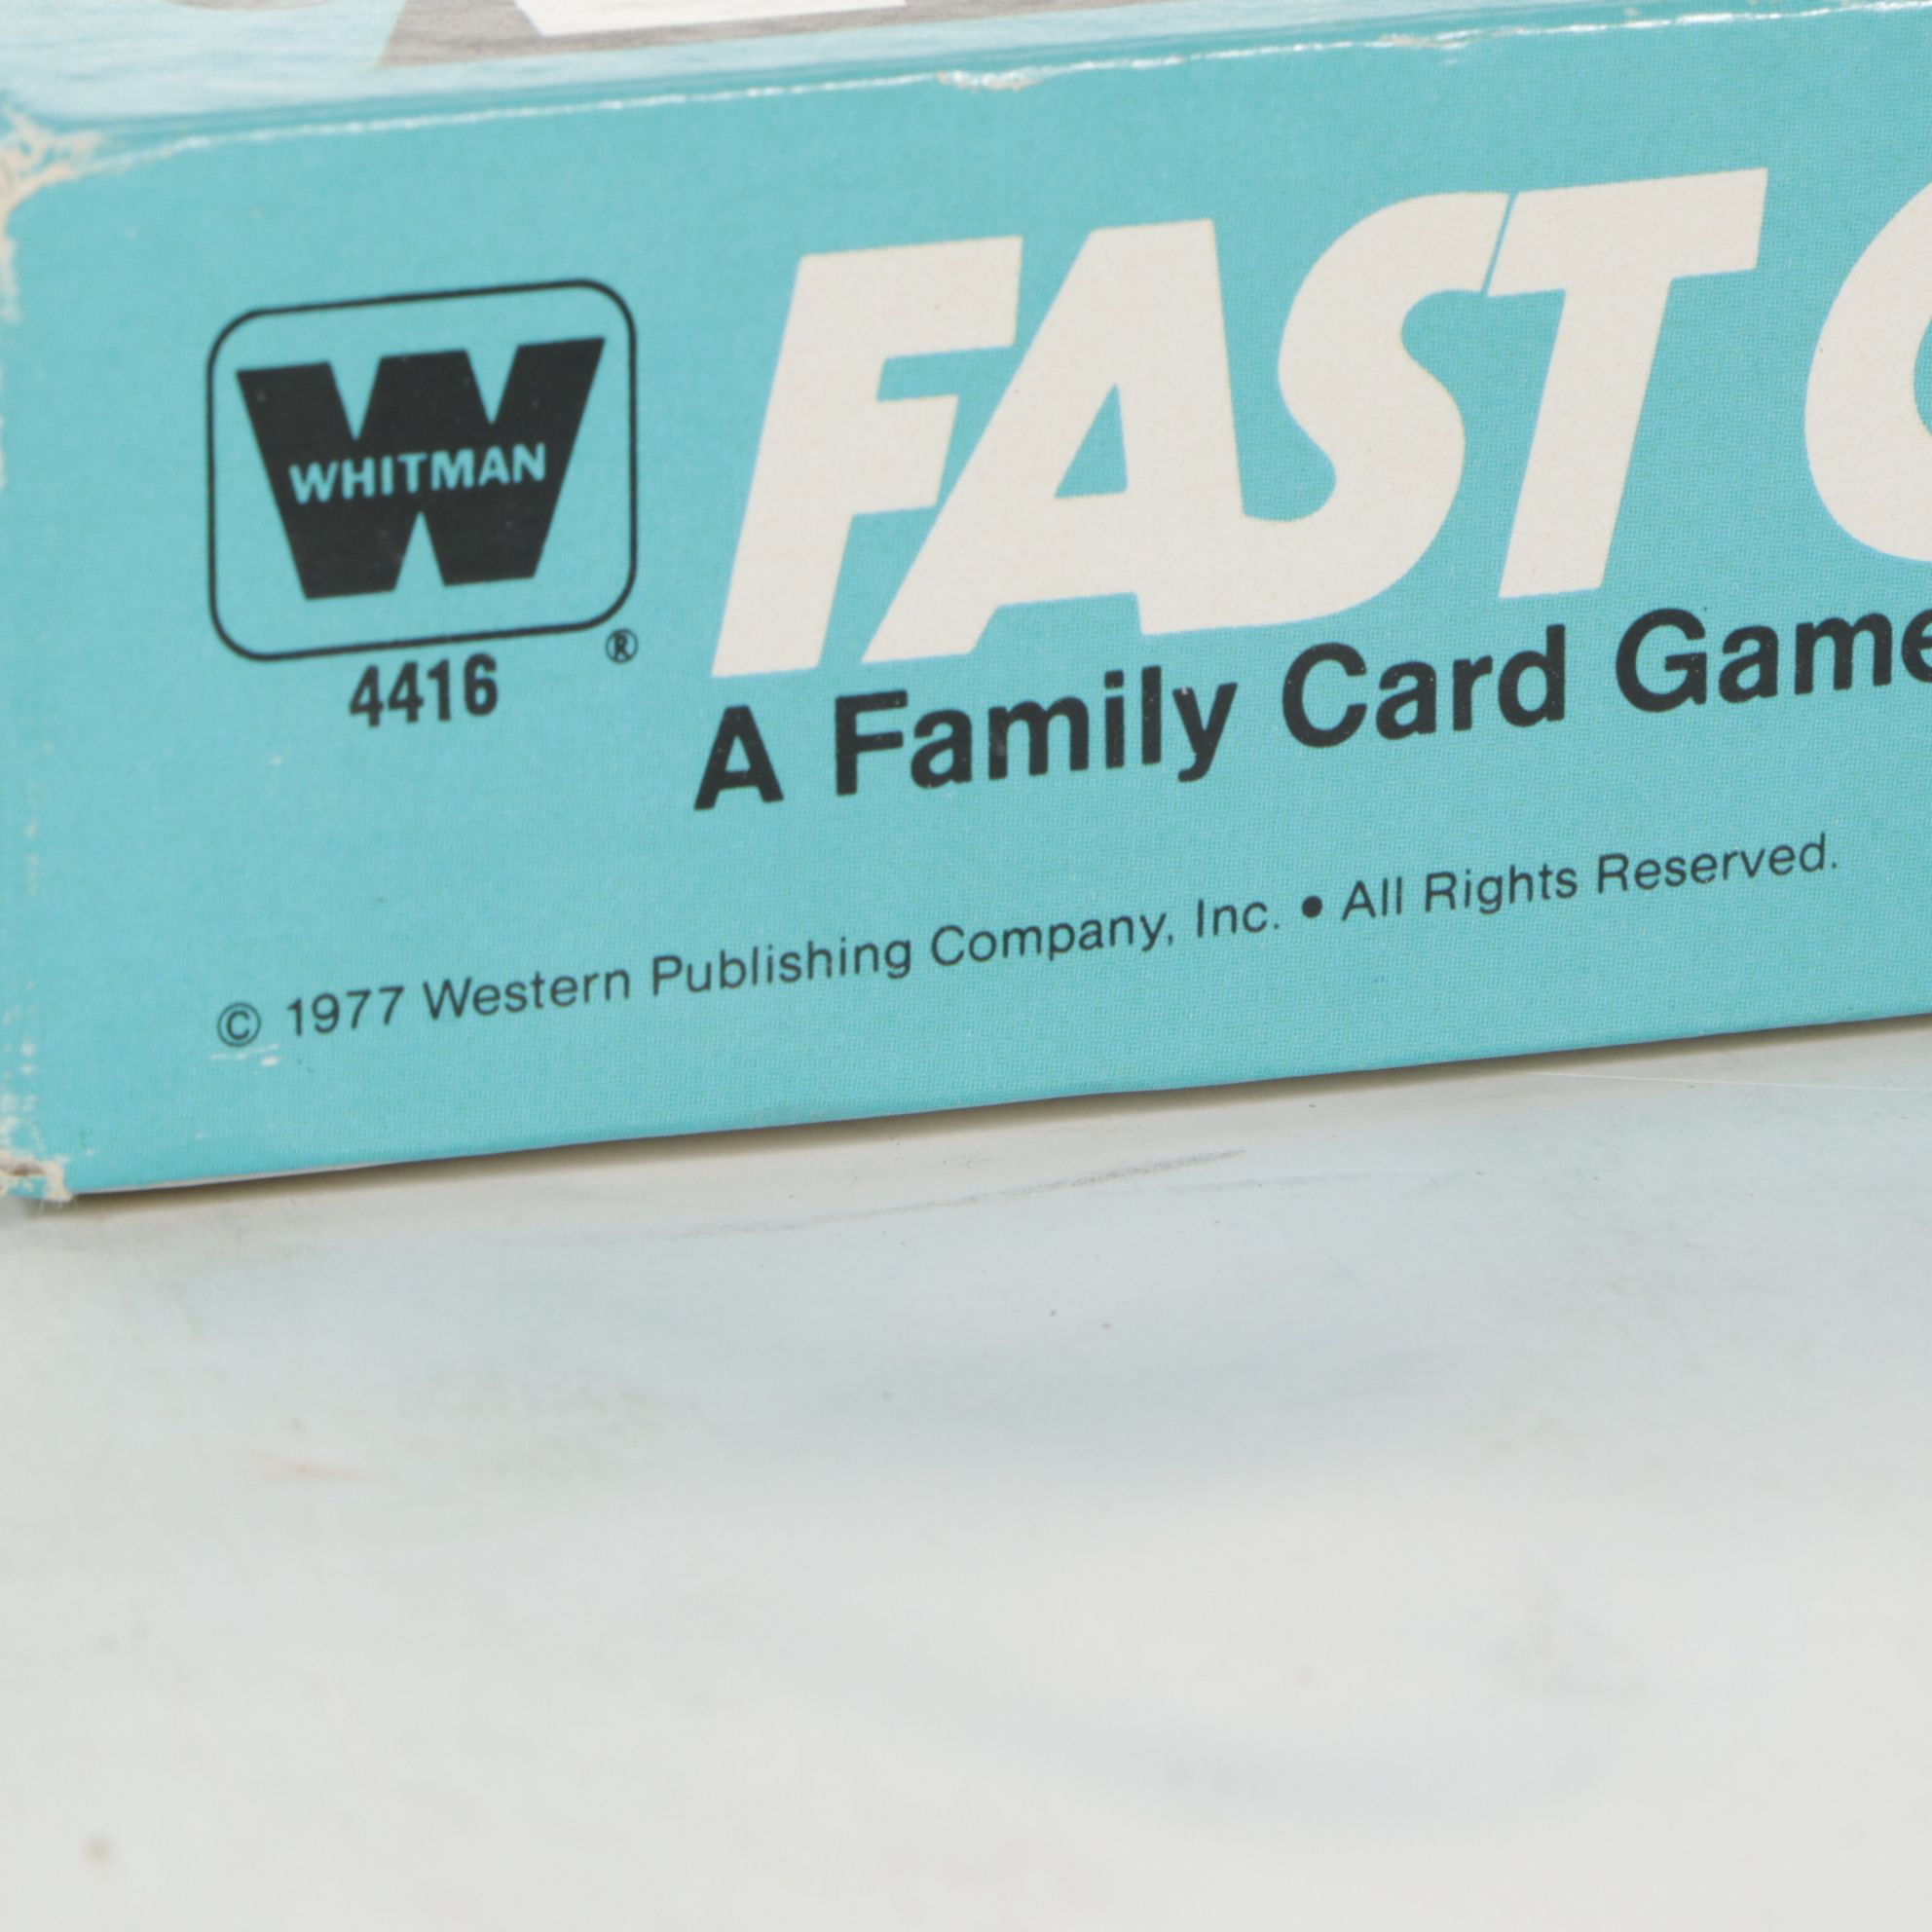 WHITMAN
®
4416
FAST
A Family Card Game
© 1977 Western Publishing Company, Inc. • All Rights Reserved.